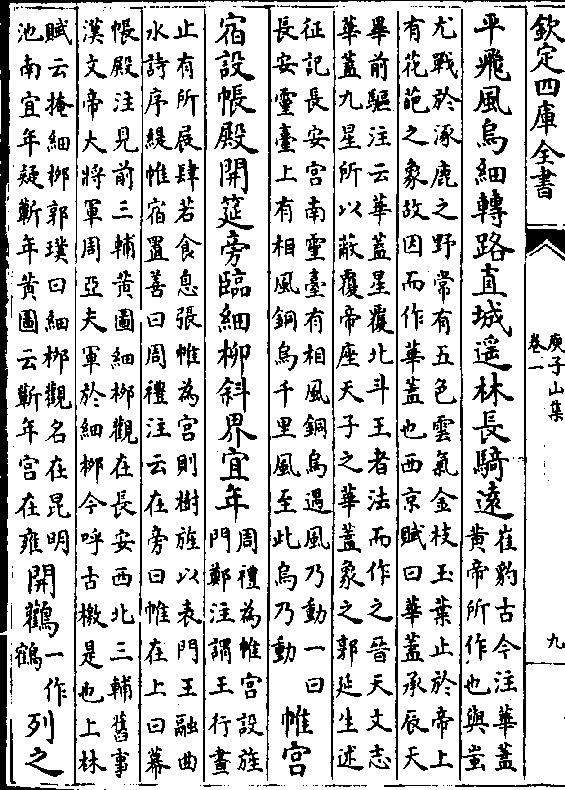 欽定四庫全書
平飛風烏細轉路直城遥林長騎遠
崔豹古今注華蓋
黄帝所作也與蚩
尤戰於涿鹿之野常有五色雲氣金枝玉葉止於帝上
有花葩之象故因而作華蓋也西京賦曰華蓋承辰天
畢前驅注云華蓋星覆北斗王者法而作之晉天文志
華蓋九星所以蔽覆帝座天子之華蓋象之郭延生述
征記長安宫南靈臺有相風銅烏遇風乃動一曰
長安靈臺上有相風銅烏千里風至此烏乃動
帷宫
宿設帳殿開筵旁臨細柳斜界宜年
周禮為帷宫設旌
門鄭注謂王行晝
止有所展肆若食息張帷為宫則樹旌以表門王融曲
水詩序緹帷宿置善曰周禮注云在旁曰帷在上曰幕
帳殿注見前三輔黄圖細柳觀在長安西北三輔舊事
漢文帝大將軍周亞夫軍於細柳今呼古檄是也上林
賦云掩細柳郭璞曰細柳觀名在昆明
池南宜年疑蘄年黄圖云蘄年宫在雍
開鸛
一作
鶴
列之
庾子山集
卷一
九